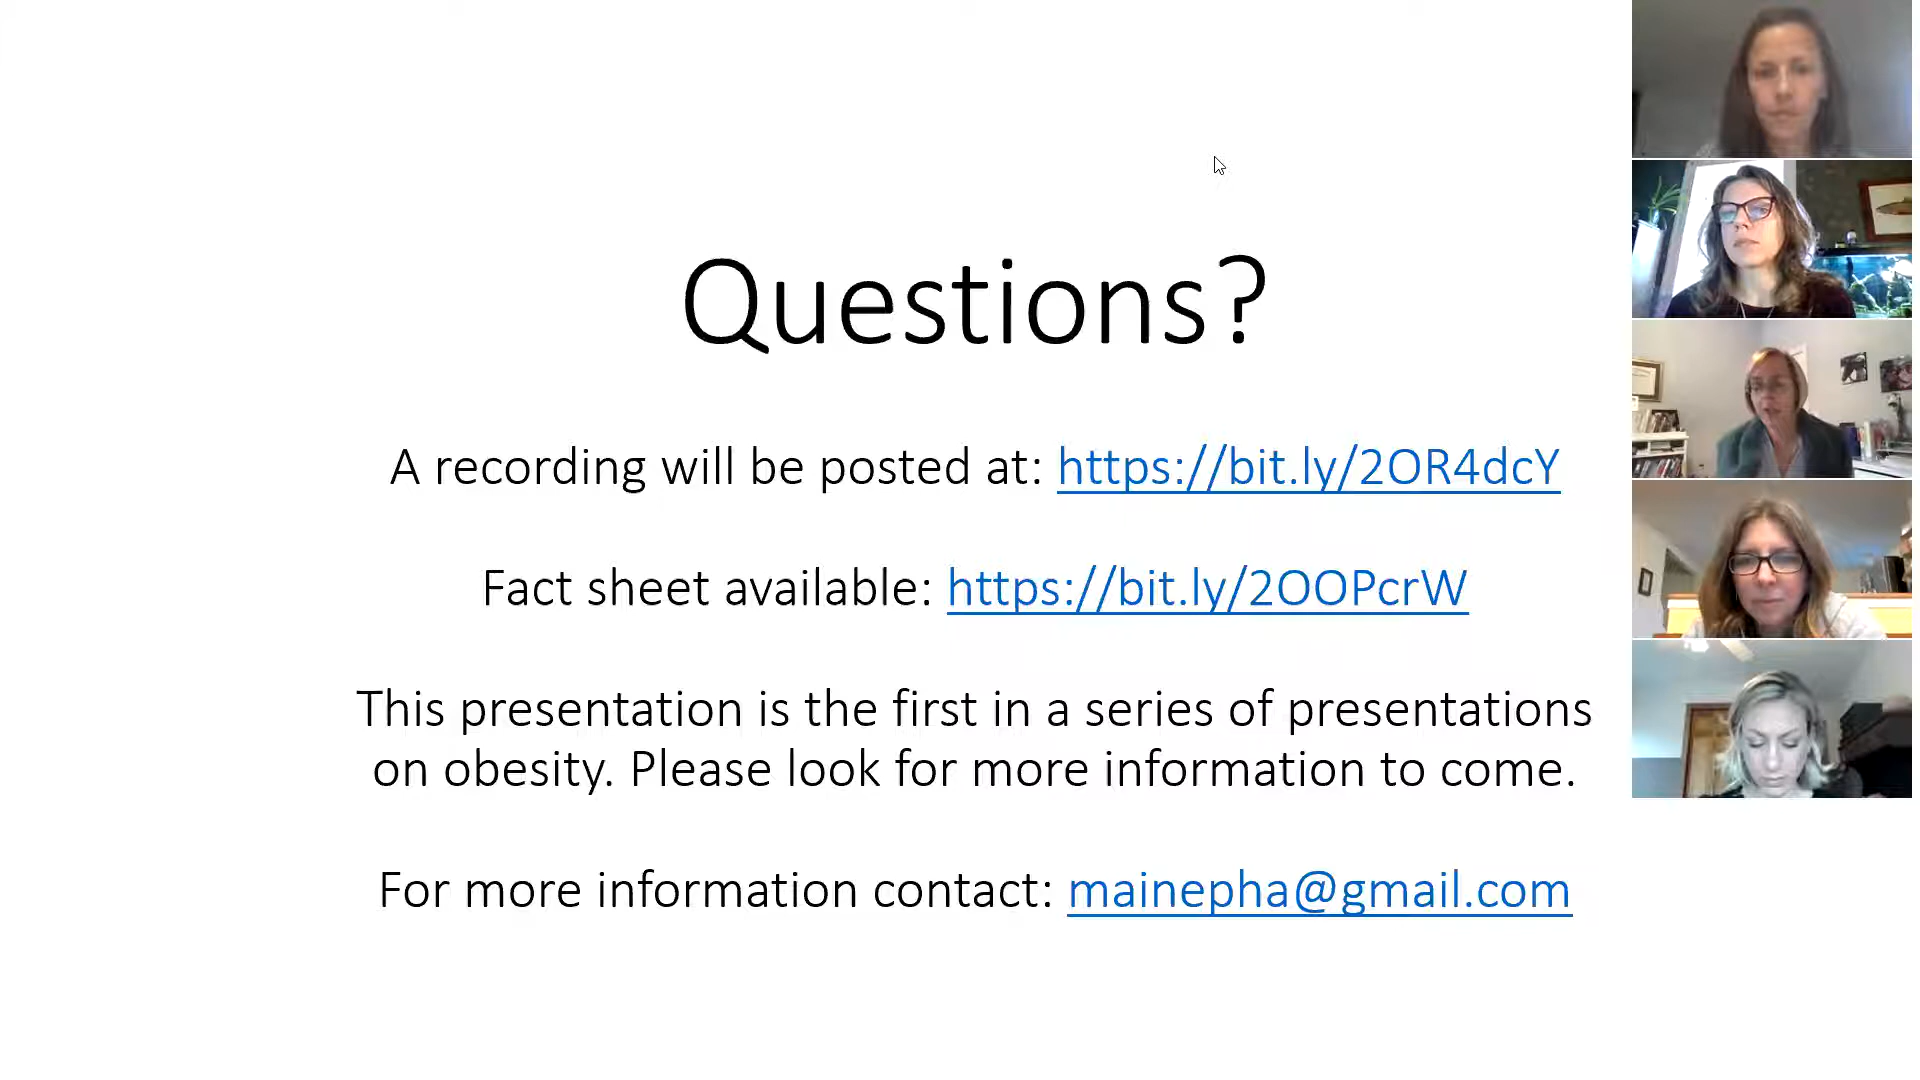 Questions?
A recording will be posted at: https://bit.ly/2OR4dcY
Fact sheet available: https://bit.ly/2OOPcrW
This presentation is the first in a series of presentations
on obesity. Please look for more information to come.
For more information contact: mainepha@gmail.com